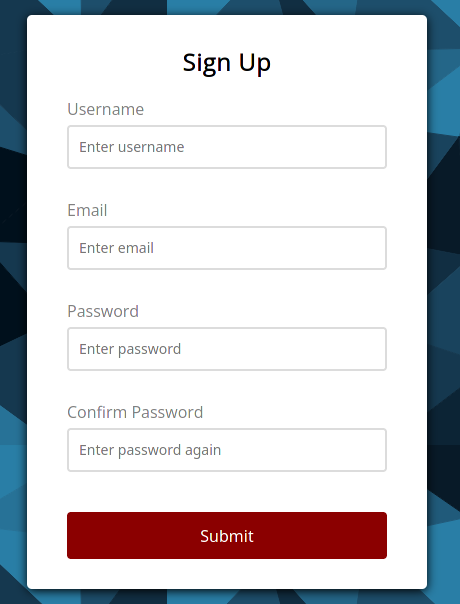 Sign Up
Username
Enter username
Email
Enter email
Password
Enter password
Confirm Password
Enter password again
Submit